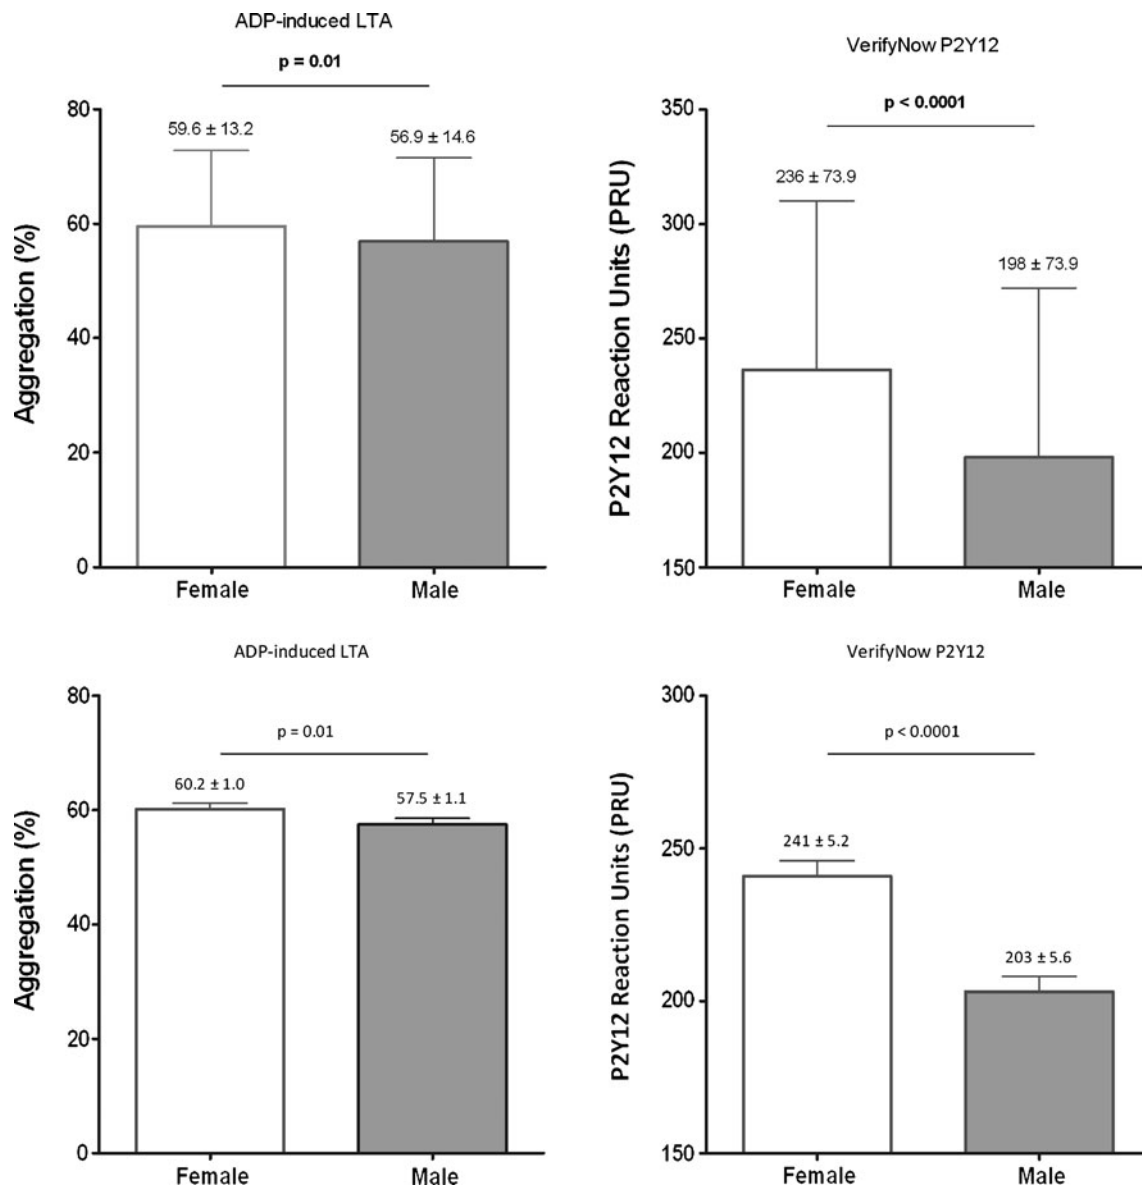 ADP-induced LTA
p = 0.01
59.6 ± 13.2
56.9 ± 14.6
80
60
40
20
0
Aggregation (%)
Female
Male
VerifyNow P2Y12
p < 0.0001
236 ± 73.9
198 ± 73.9
350
300
250
200
150
P2Y12 Reaction Units (PRU)
Female
Male
ADP-induced LTA
p = 0.01
60.2 ± 1.0
57.5 ± 1.1
80
60
40
20
0
Aggregation (%)
Female
Male
VerifyNow P2Y12
p < 0.0001
241 ± 5.2
203 ± 5.6
300
250
200
150
P2Y12 Reaction Units (PRU)
Female
Male